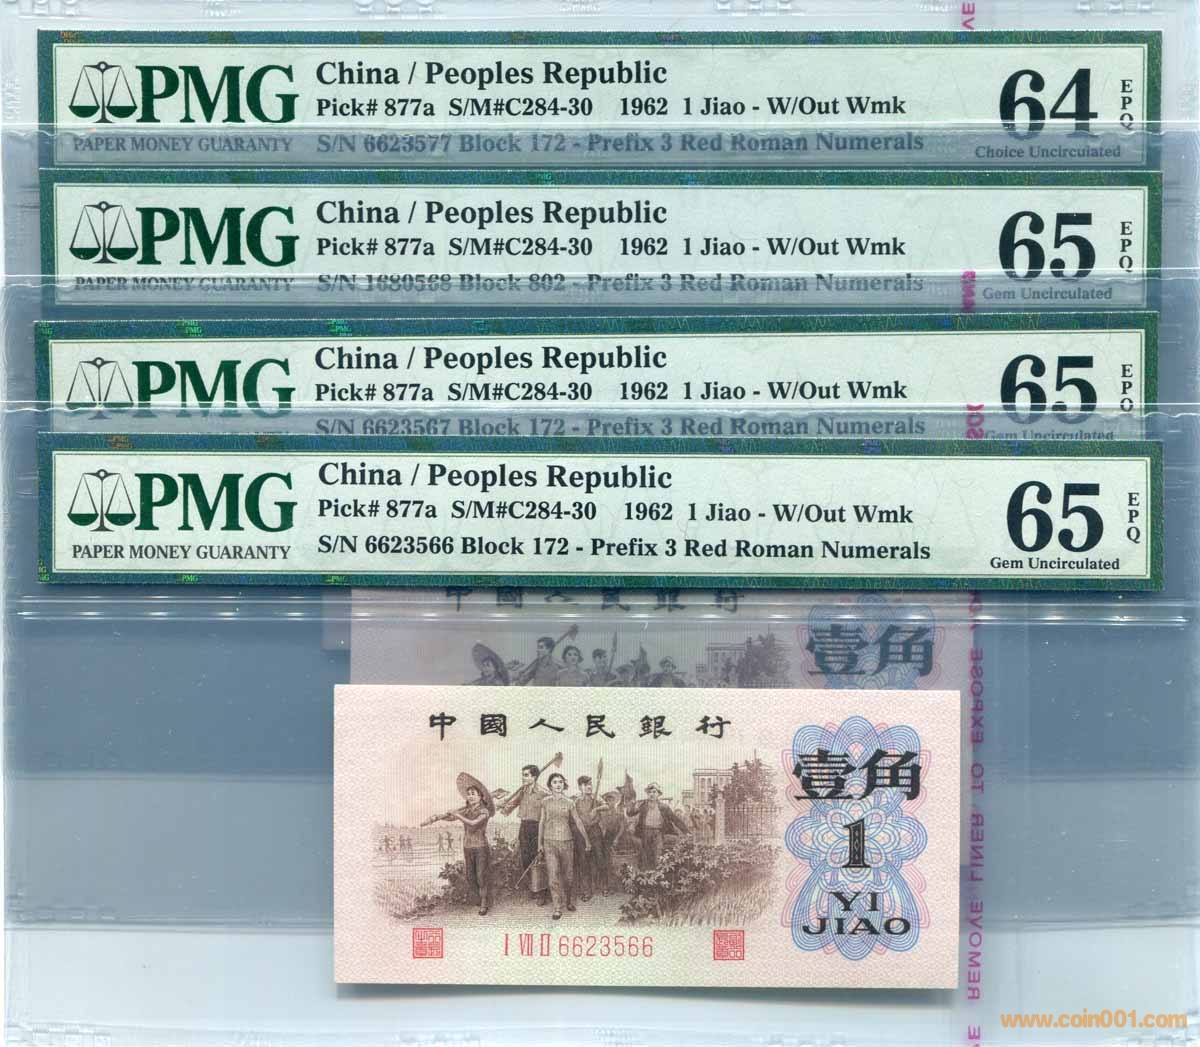 PMG
PAPER MONEY GUARANTY
China / Peoples Republic
Pick# 877a S/M#C284-30 1962 1 Jiao - W/Out Wmk
S/N 6623577 Block 172 - Prefix 3 Red Roman Numerals
64 EPQ
Choice Uncirculated
PMG
PAPER MONEY GUARANTY
China / Peoples Republic
Pick# 877a S/M#C284-30 1962 1 Jiao - W/Out Wmk
S/N 1680568 Block 802 - Prefix 3 Red Roman Numerals
65 EPQ
Gem Uncirculated
PMG
China / Peoples Republic
Pick# 877a S/M#C284-30 1962 1 Jiao - W/Out Wmk
S/N 6623567 Block 172 - Prefix 3 Red Roman Numerals
65 EPQ
Gem Uncirculated
PMG
PAPER MONEY GUARANTY
China / Peoples Republic
Pick# 877a S/M#C284-30 1962 1 Jiao - W/Out Wmk
S/N 6623566 Block 172 - Prefix 3 Red Roman Numerals
65 EPQ
Gem Uncirculated
中國人民銀行
壹角
中國人民銀行
壹角
1
YI
JIAO
I VII II 6623566
REMOVE LINER TO EXPOSE
www.coin001.com